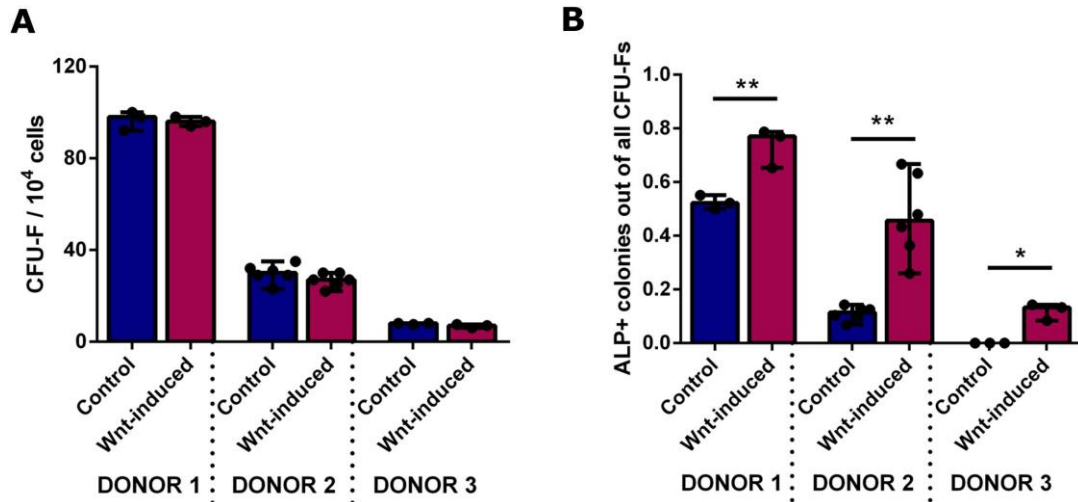 A
CFU-F / 10⁴ cells
120
80
40
0
Control
Wnt-induced
Control
Wnt-induced
Control
Wnt-induced
DONOR 1
DONOR 2
DONOR 3
B
ALP+ colonies out of all CFU-Fs
1.0
0.8
0.6
0.4
0.2
0.0
**
**
*
Control
Wnt-induced
Control
Wnt-induced
Control
Wnt-induced
DONOR 1
DONOR 2
DONOR 3